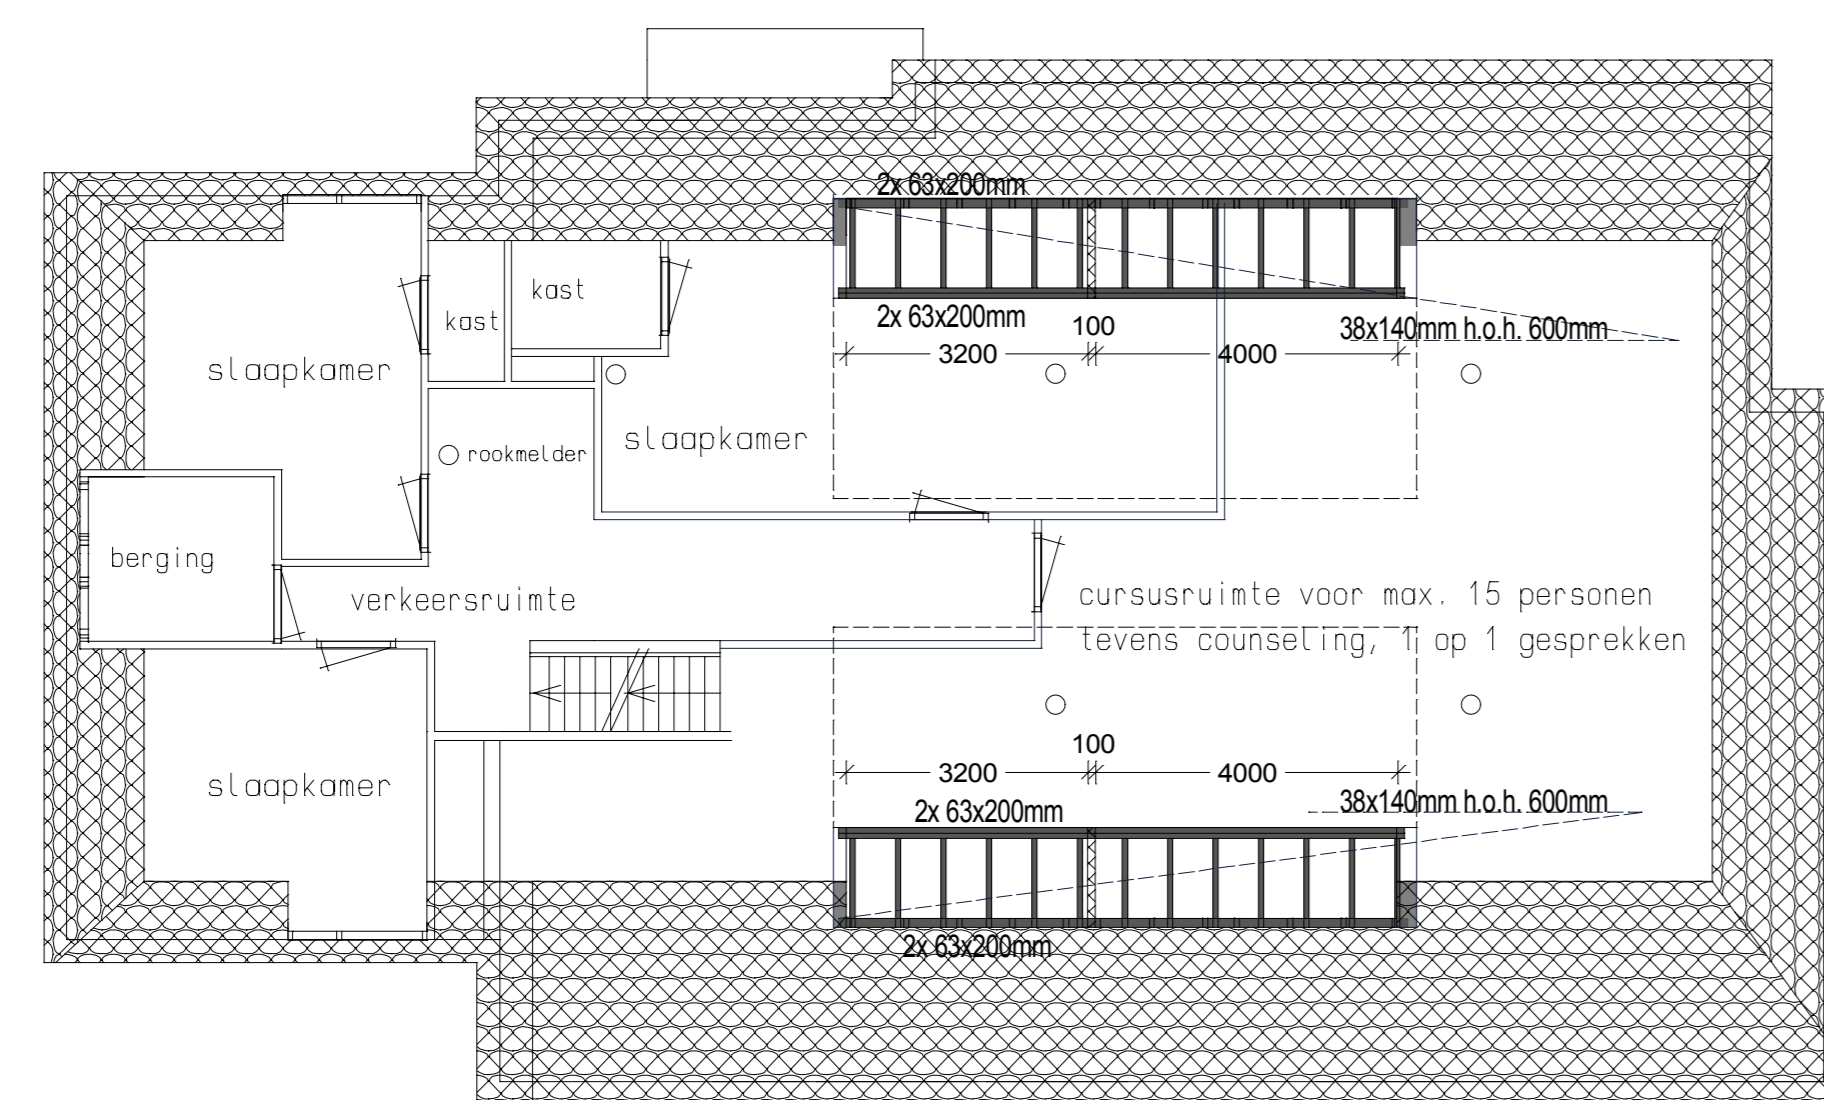 2x 63x200mm
kast
kast
2x 63x200mm
100
38x140mm h.o.h. 600mm
3200
4000
slaapkamer
slaapkamer
rookmelder
berging
verkeersruimte
cursusruimte voor max. 15 personen
tevens counseling, 1 op 1 gesprekken
100
3200
4000
slaapkamer
2x 63x200mm
38x140mm h.o.h. 600mm
2x 63x200mm